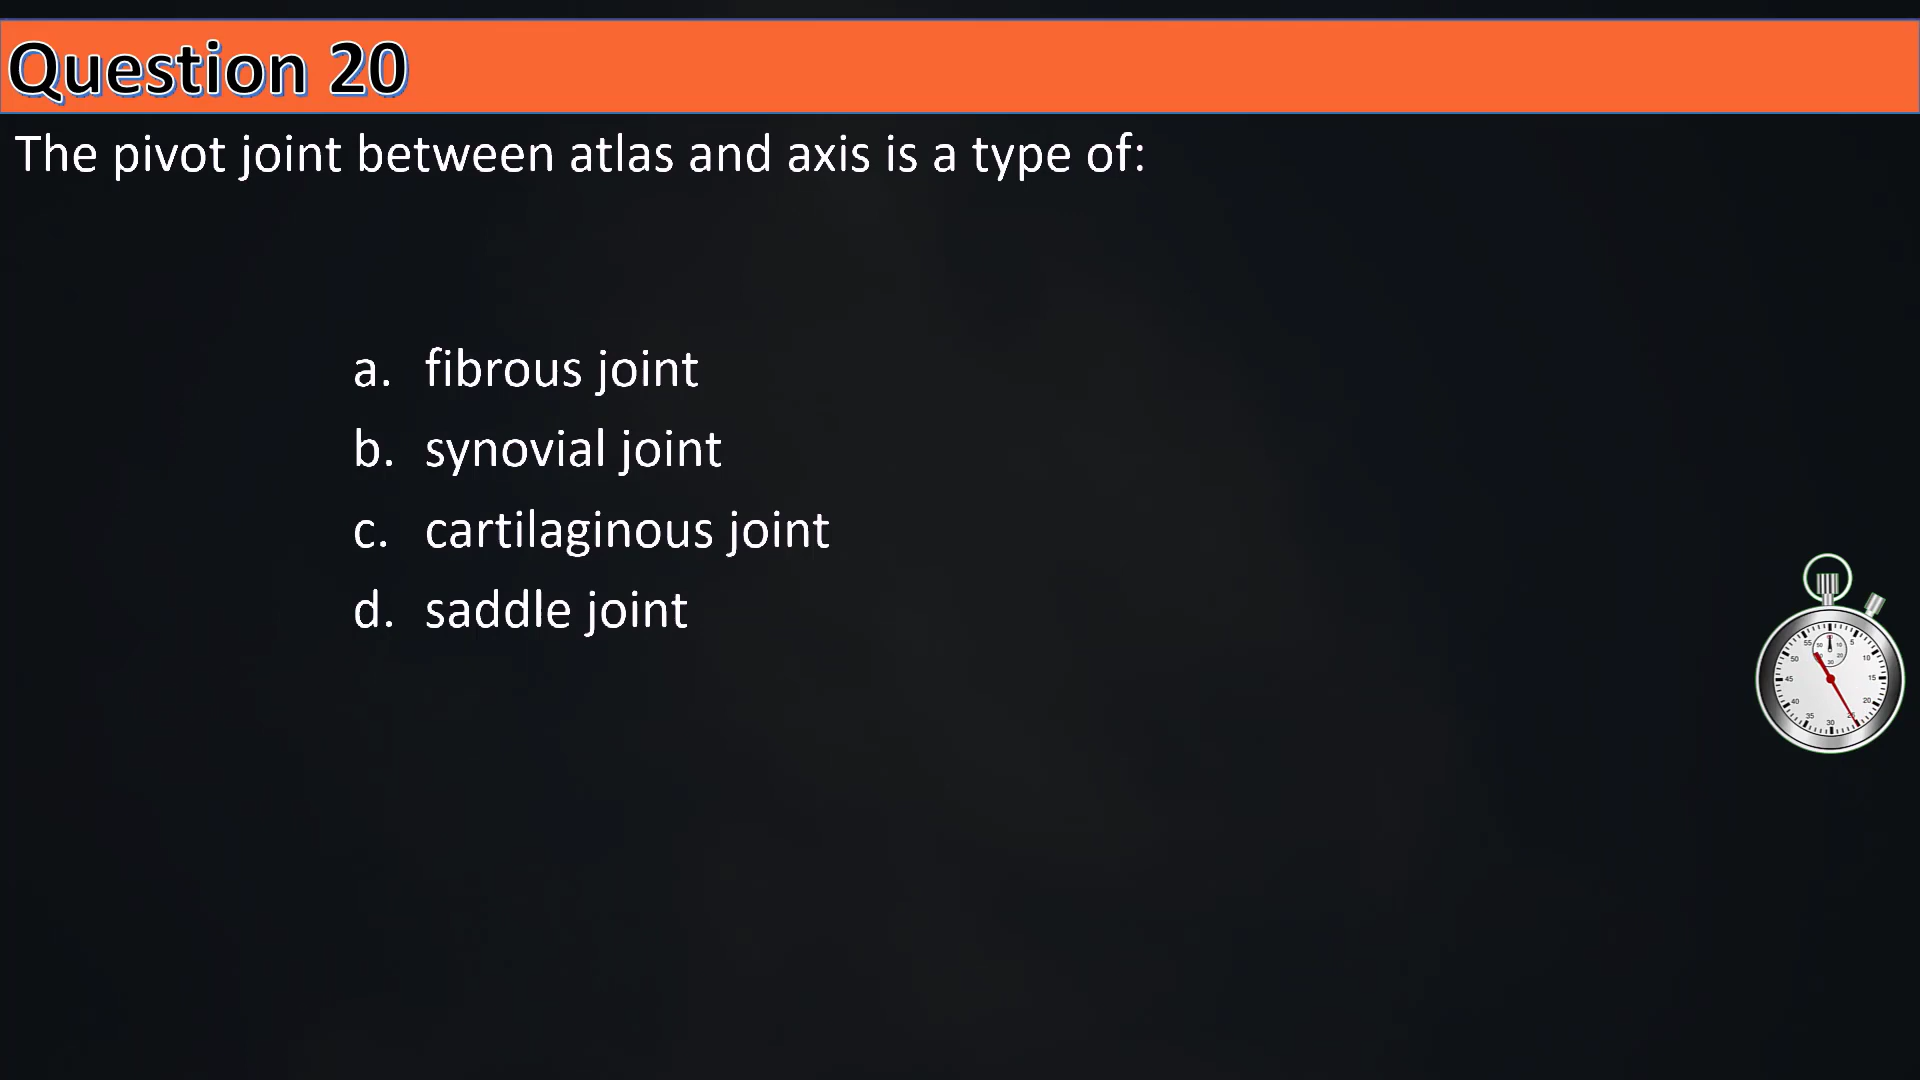 Question 20
The pivot joint between atlas and axis is a type of:
a. fibrous joint
b. synovial joint
c. cartilaginous joint
d. saddle joint